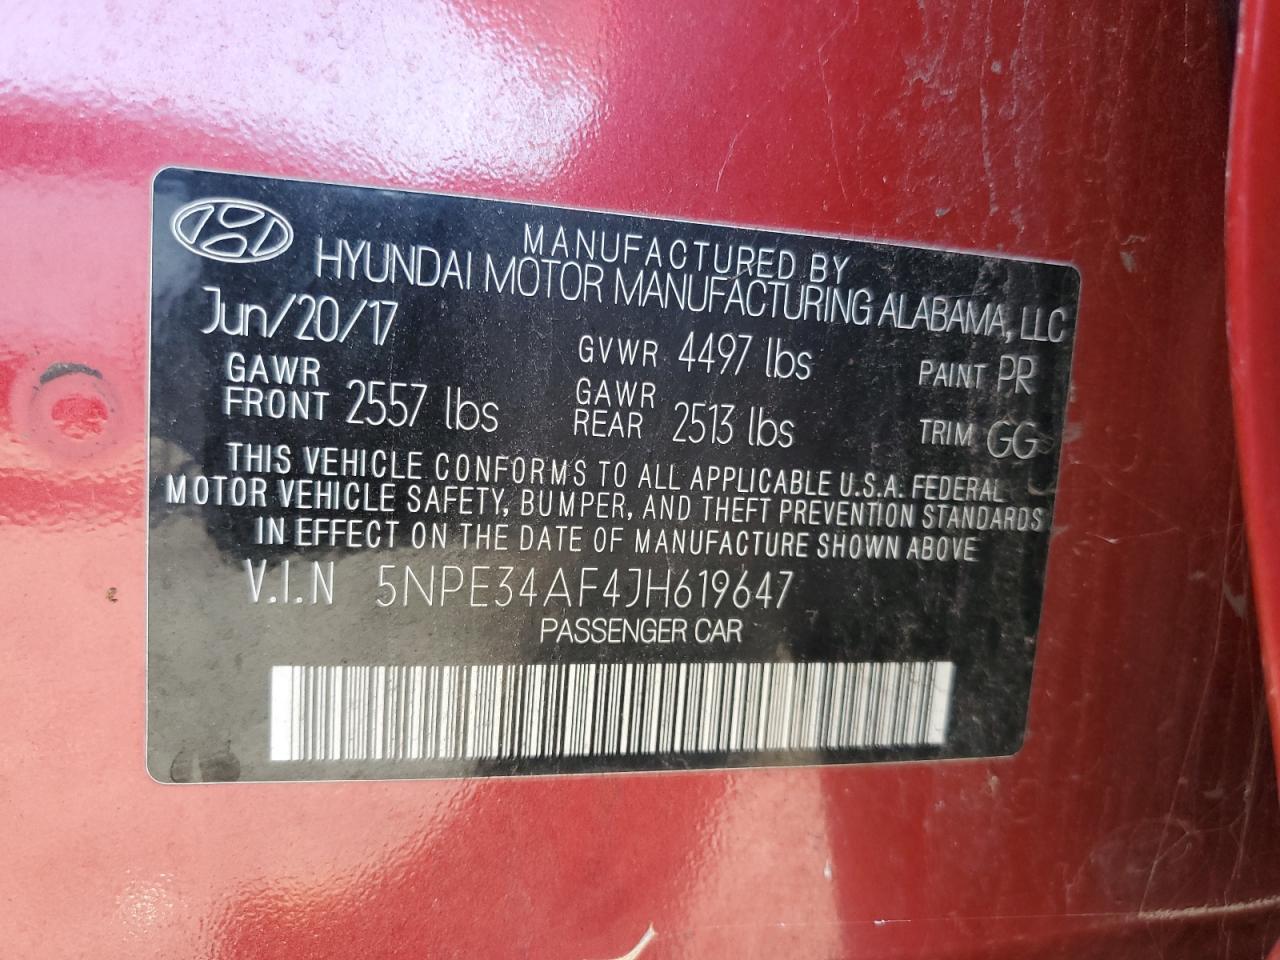 MANUFACTURED BY
HYUNDAI MOTOR MANUFACTURING ALABAMA, LLC
Jun/20/17
GVWR 4497 lbs
PAINT PR
GAWR FRONT 2557 lbs
GAWR REAR 2513 lbs
TRIM GG
THIS VEHICLE CONFORMS TO ALL APPLICABLE U.S.A. FEDERAL
MOTOR VEHICLE SAFETY, BUMPER, AND THEFT PREVENTION STANDARDS
IN EFFECT ON THE DATE OF MANUFACTURE SHOWN ABOVE
V.I.N 5NPE34AF4JH619647
PASSENGER CAR